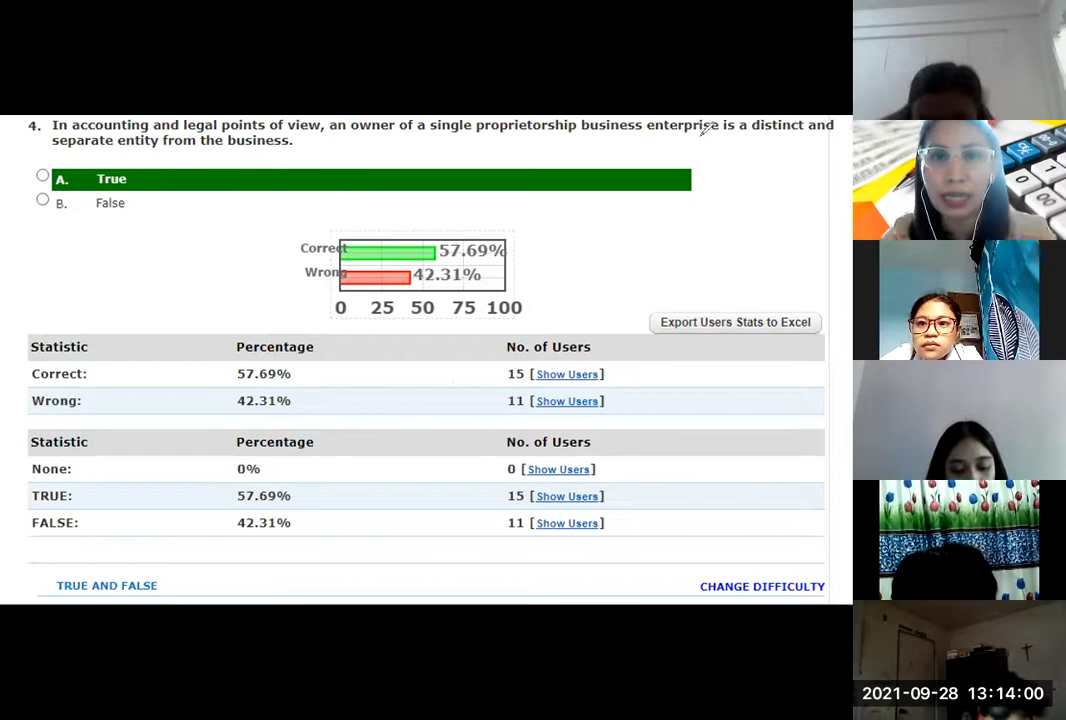 4. In accounting and legal points of view, an owner of a single proprietorship business enterprise is a distinct and
separate entity from the business.
A. True
B. False
Correct 57.69%
Wrong 42.31%
0 25 50 75 100
Export Users Stats to Excel
Statistic Percentage No. of Users
Correct: 57.69% 15 [Show Users]
Wrong: 42.31% 11 [Show Users]
Statistic Percentage No. of Users
None: 0% 0 [Show Users]
TRUE: 57.69% 15 [Show Users]
FALSE: 42.31% 11 [Show Users]
TRUE AND FALSE CHANGE DIFFICULTY
2021-09-28 13:14:00